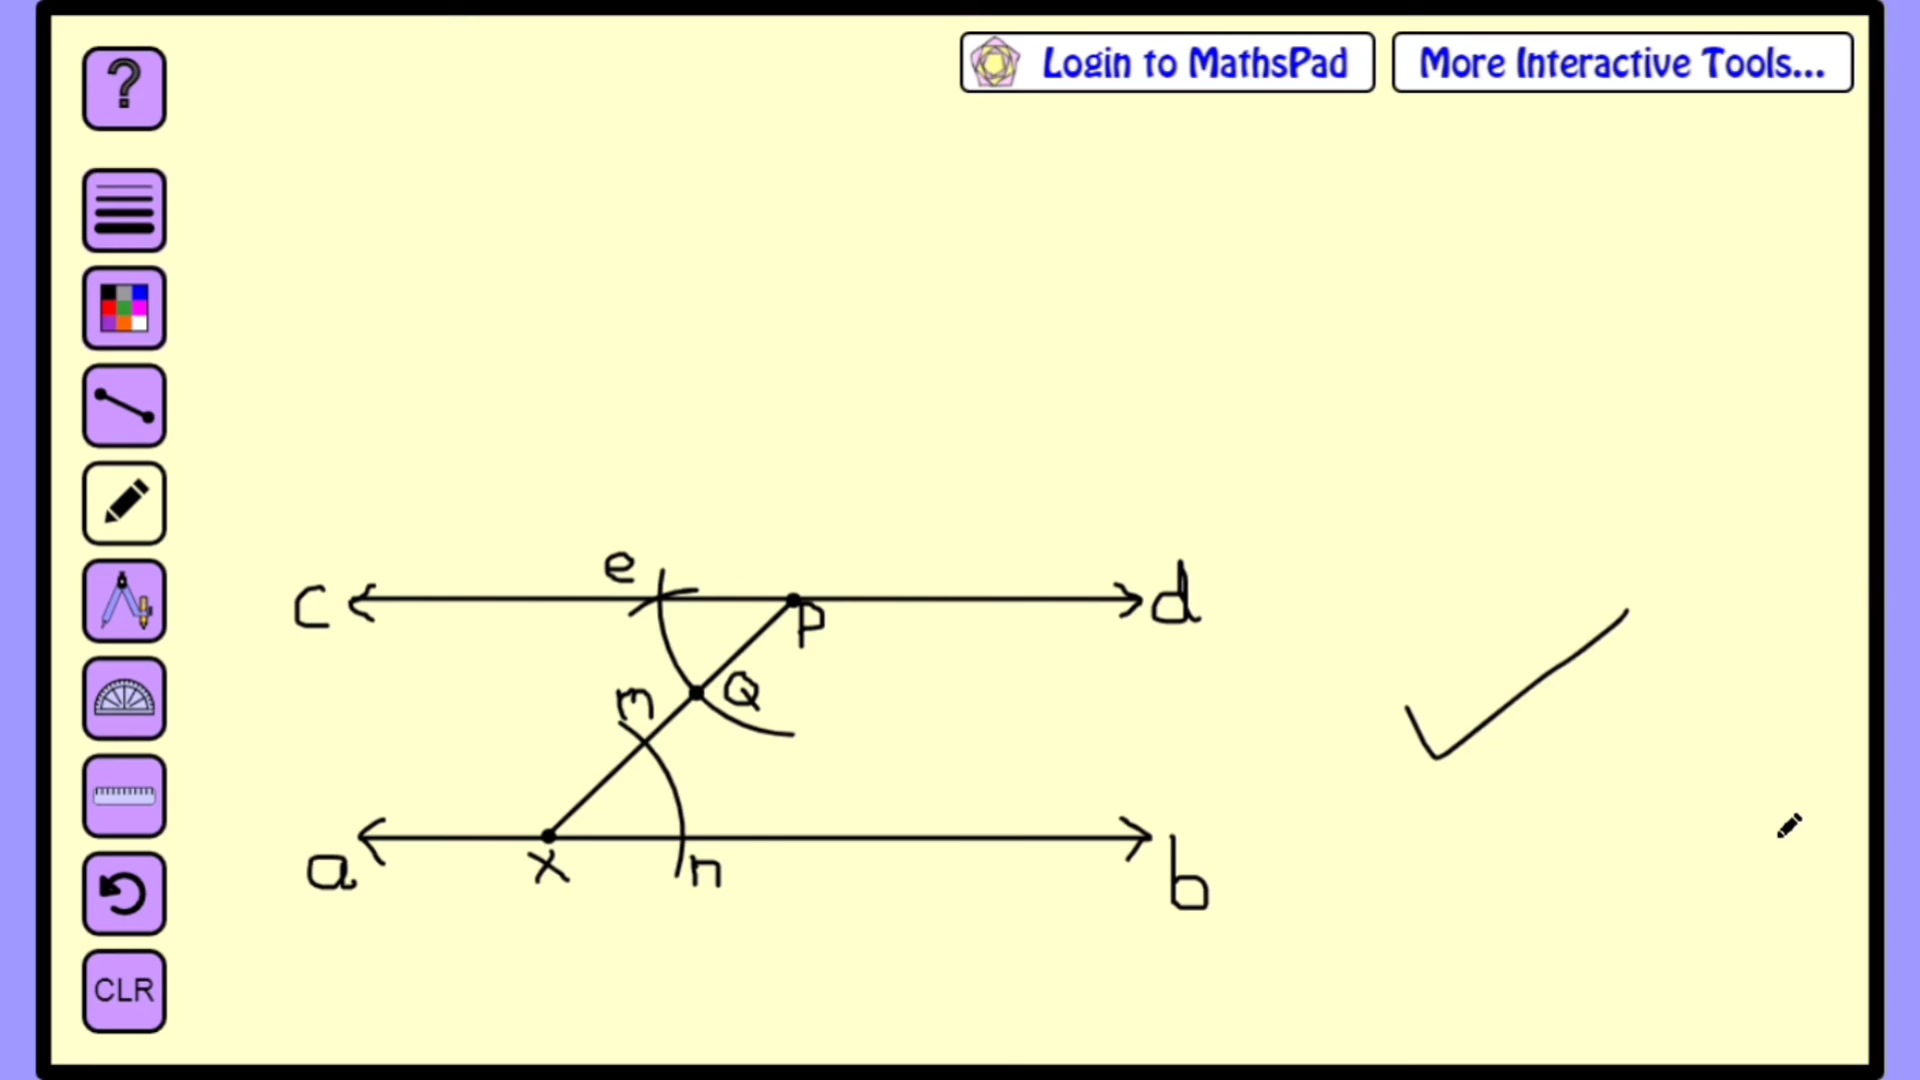 Login to MathsPad
More Interactive Tools...
?
e
c
d
p
m
Q
a
x
n
b
CLR